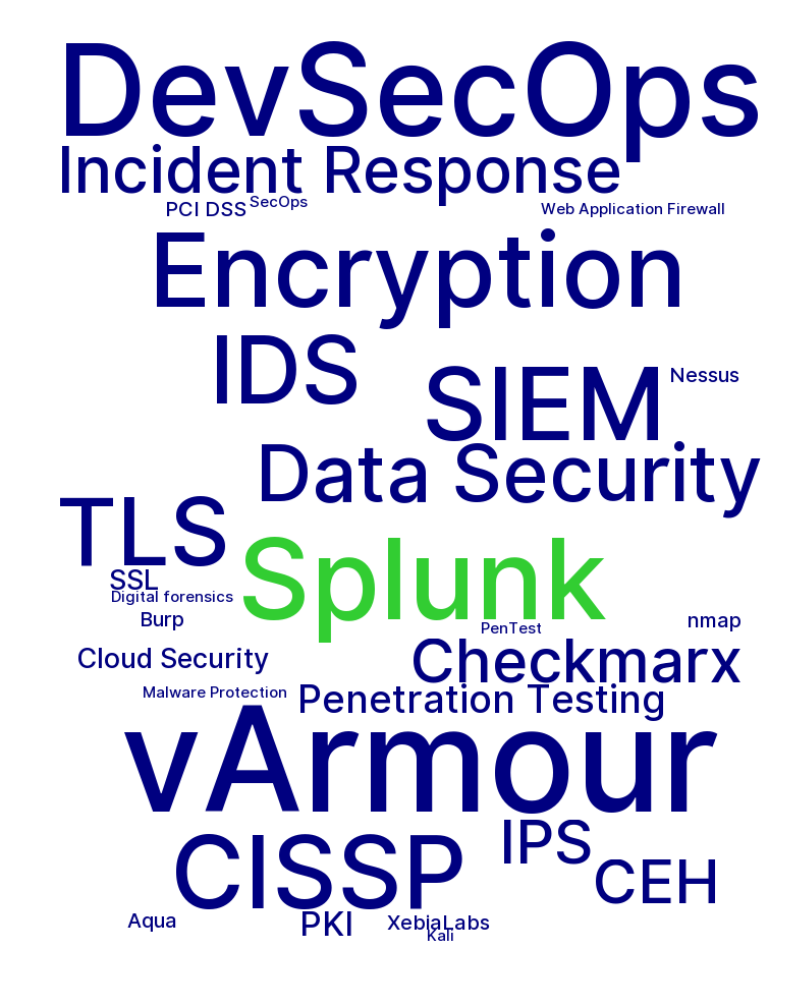 DevSecOps
Incident Response
PCI DSS
SecOps
Web Application Firewall
Encryption
IDS
SIEM
Nessus
Data Security
TLS
Splunk
SSL
Digital forensics
Burp
PenTest
nmap
Cloud Security
Checkmarx
Malware Protection
Penetration Testing
vArmour
CISSP
IPS
CEH
Aqua
PKI
XebiaLabs
Kali